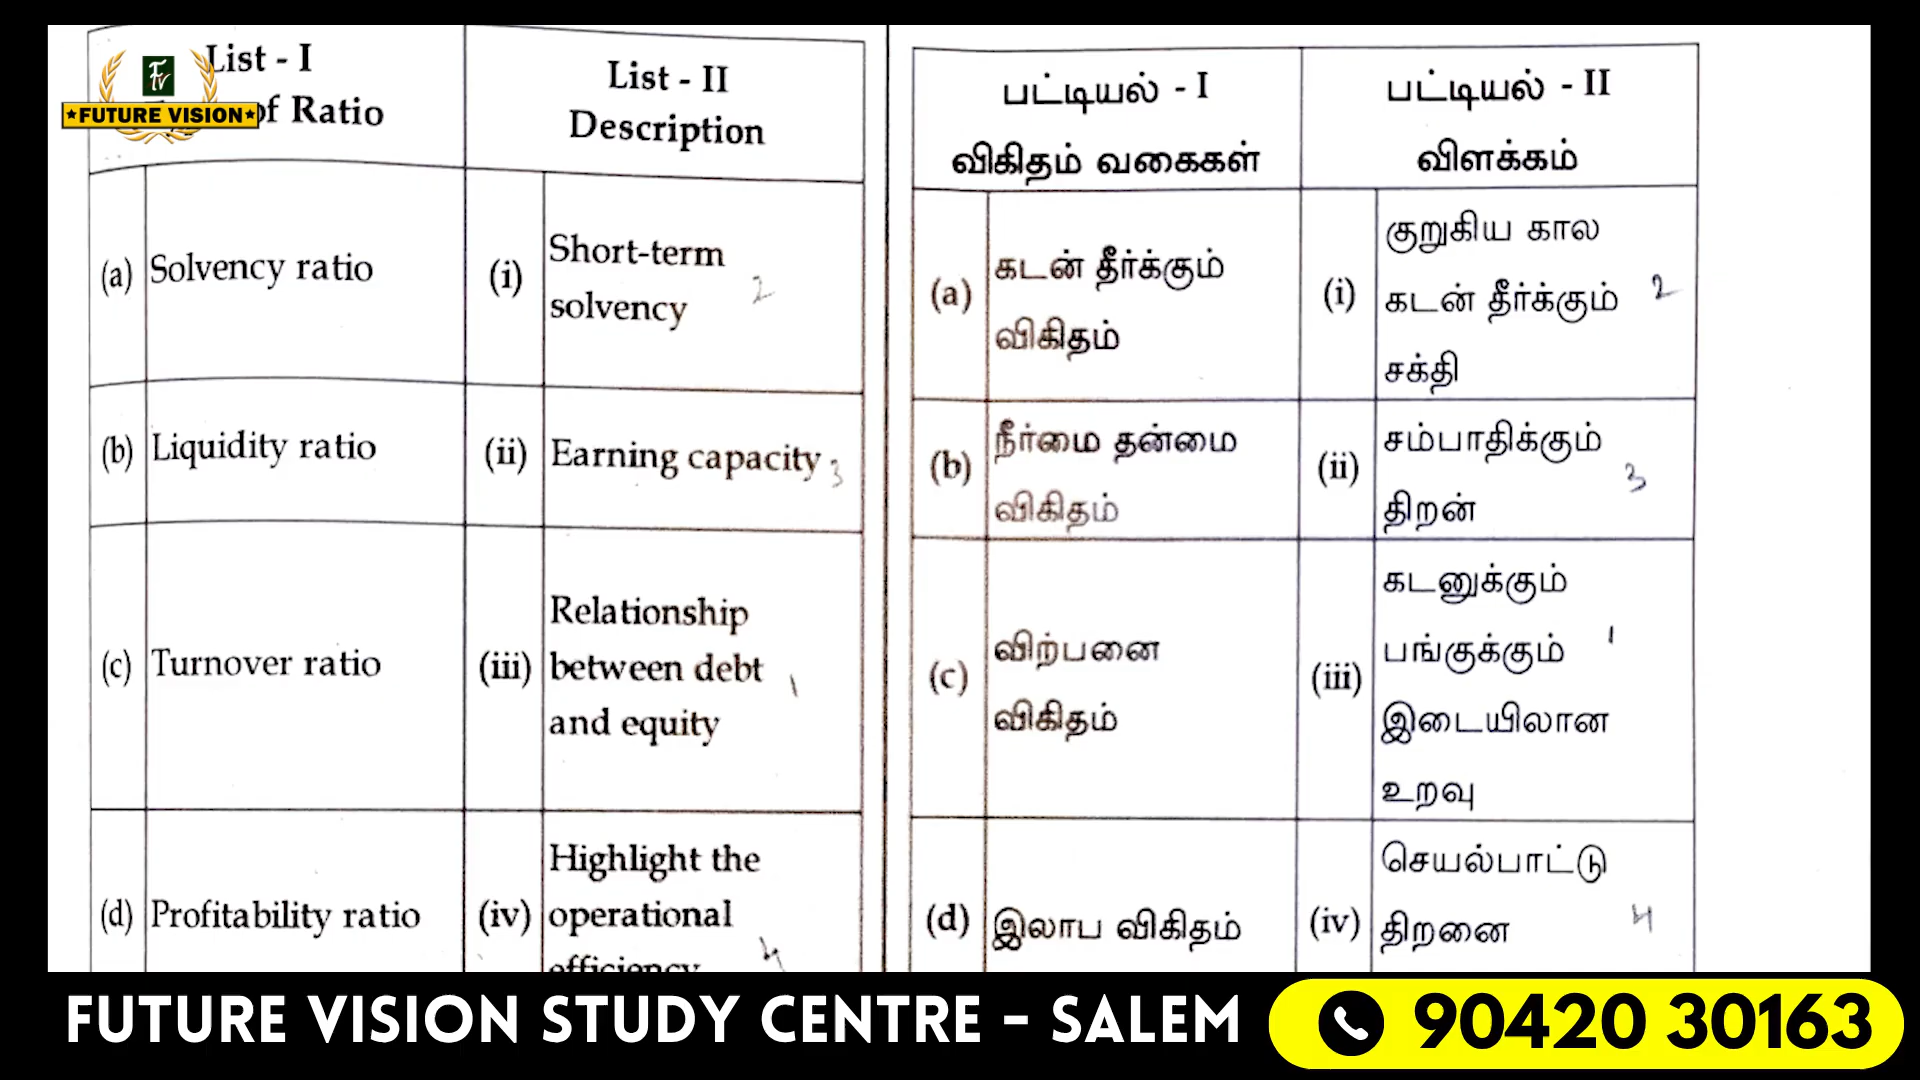 List - I
of Ratio
List - II
Description
(a) Solvency ratio
(i) Short-term
solvency 2
(b) Liquidity ratio
(ii) Earning capacity 3
(c) Turnover ratio
(iii) Relationship
between debt
and equity 1
(d) Profitability ratio
(iv) Highlight the
operational
efficiency 4
பட்டியல் - I
விகிதம் வகைகள்
பட்டியல் - II
விளக்கம்
(a) கடன் தீர்க்கும்
விகிதம்
(i) குறுகிய கால
கடன் தீர்க்கும் 2
சக்தி
(b) நீர்மை தன்மை
விகிதம்
(ii) சம்பாதிக்கும்
திறன் 3
(c) விற்பனை
விகிதம்
(iii) கடனுக்கும்
பங்குக்கும் 1
இடையிலான
உறவு
(d) இலாப விகிதம்
(iv) செயல்பாட்டு
திறனை 4
FV
FUTURE VISION
FUTURE VISION STUDY CENTRE - SALEM
90420 30163